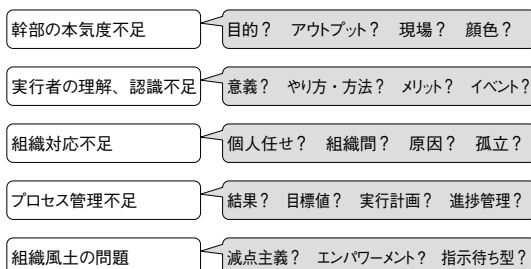 幹部の本気度不足
目的？ アウトプット？ 現場？ 顔色？
実行者の理解、認識不足
意義？ やり方・方法？ メリット？ イベント？
組織対応不足
個人任せ？ 組織間？ 原因？ 孤立？
プロセス管理不足
結果？ 目標値？ 実行計画？ 進捗管理？
組織風土の問題
減点主義？ エンパワーメント？ 指示待ち型？